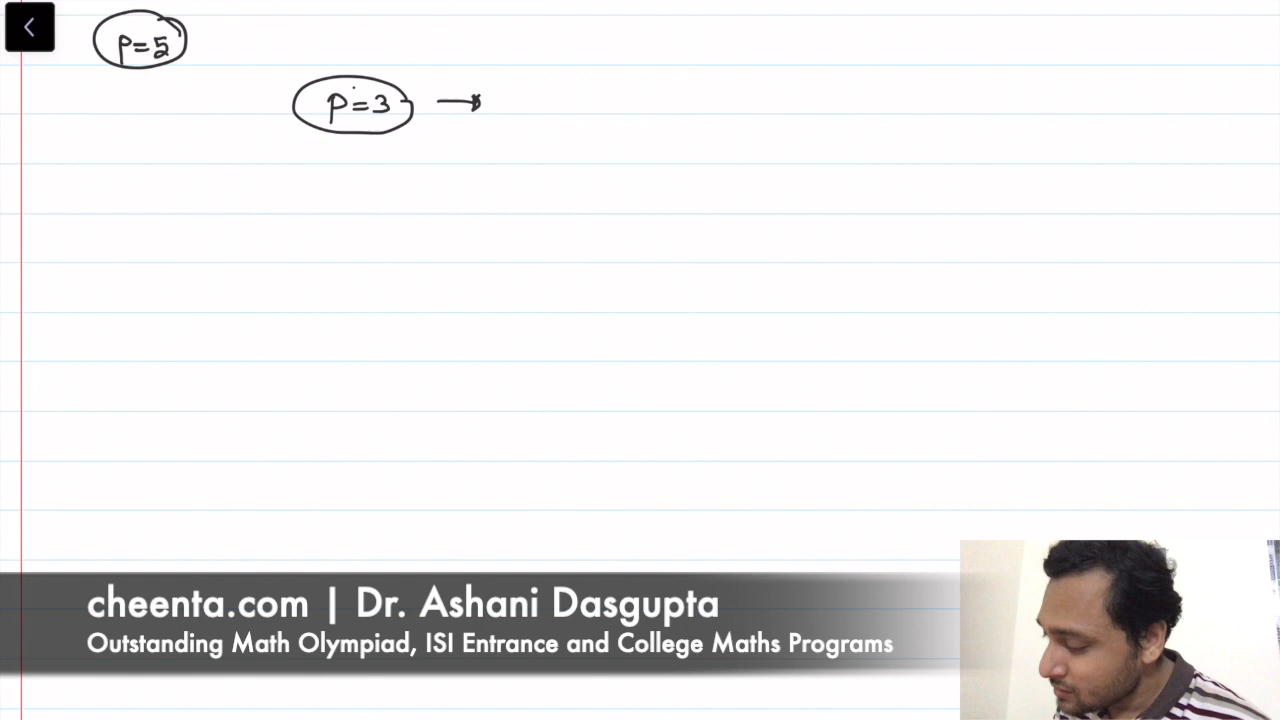 p=5
p=3 →
cheenta.com | Dr. Ashani Dasgupta
Outstanding Math Olympiad, ISI Entrance and College Maths Programs